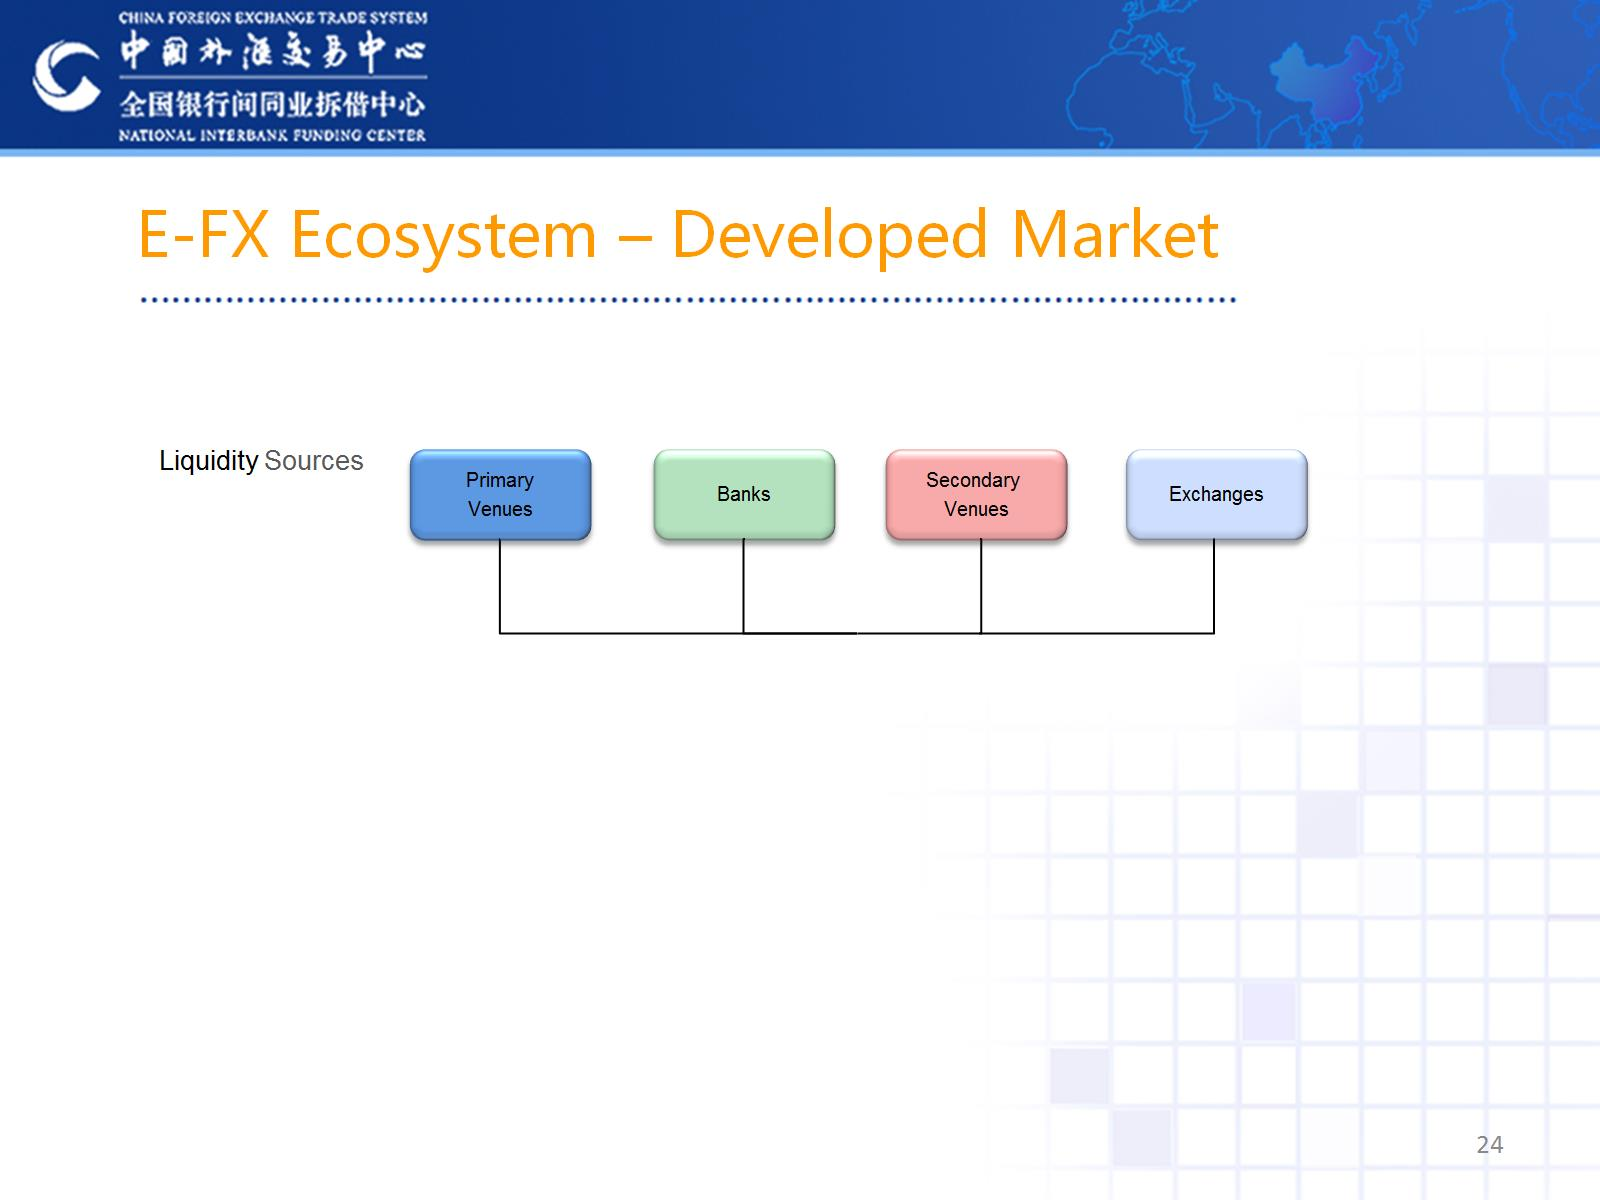 CHINA FOREIGN EXCHANGE TRADE SYSTEM
中国外汇交易中心
全国银行间同业拆借中心
NATIONAL INTERBANK FUNDING CENTER
E-FX Ecosystem – Developed Market
Liquidity Sources
Primary
Venues
Banks
Secondary
Venues
Exchanges
24